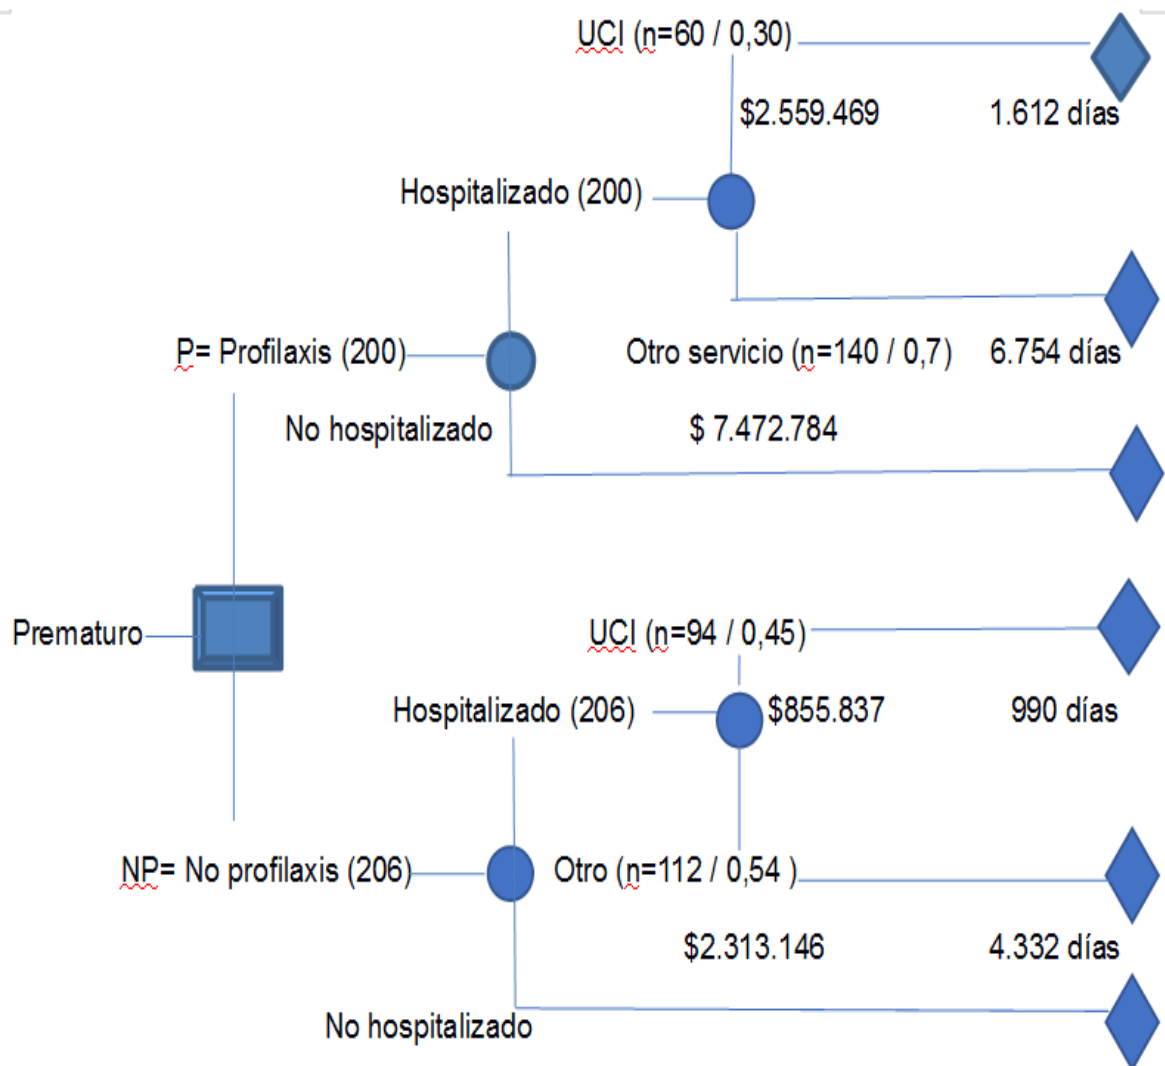 UCI (n=60 / 0,30)
$2.559.469
1.612 días
Hospitalizado (200)
P= Profilaxis (200)
Otro servicio (n=140 / 0,7)
6.754 días
No hospitalizado
$ 7.472.784
Prematuro
UCI (n=94 / 0,45)
Hospitalizado (206)
$855.837
990 días
NP= No profilaxis (206)
Otro (n=112 / 0,54 )
$2.313.146
4.332 días
No hospitalizado